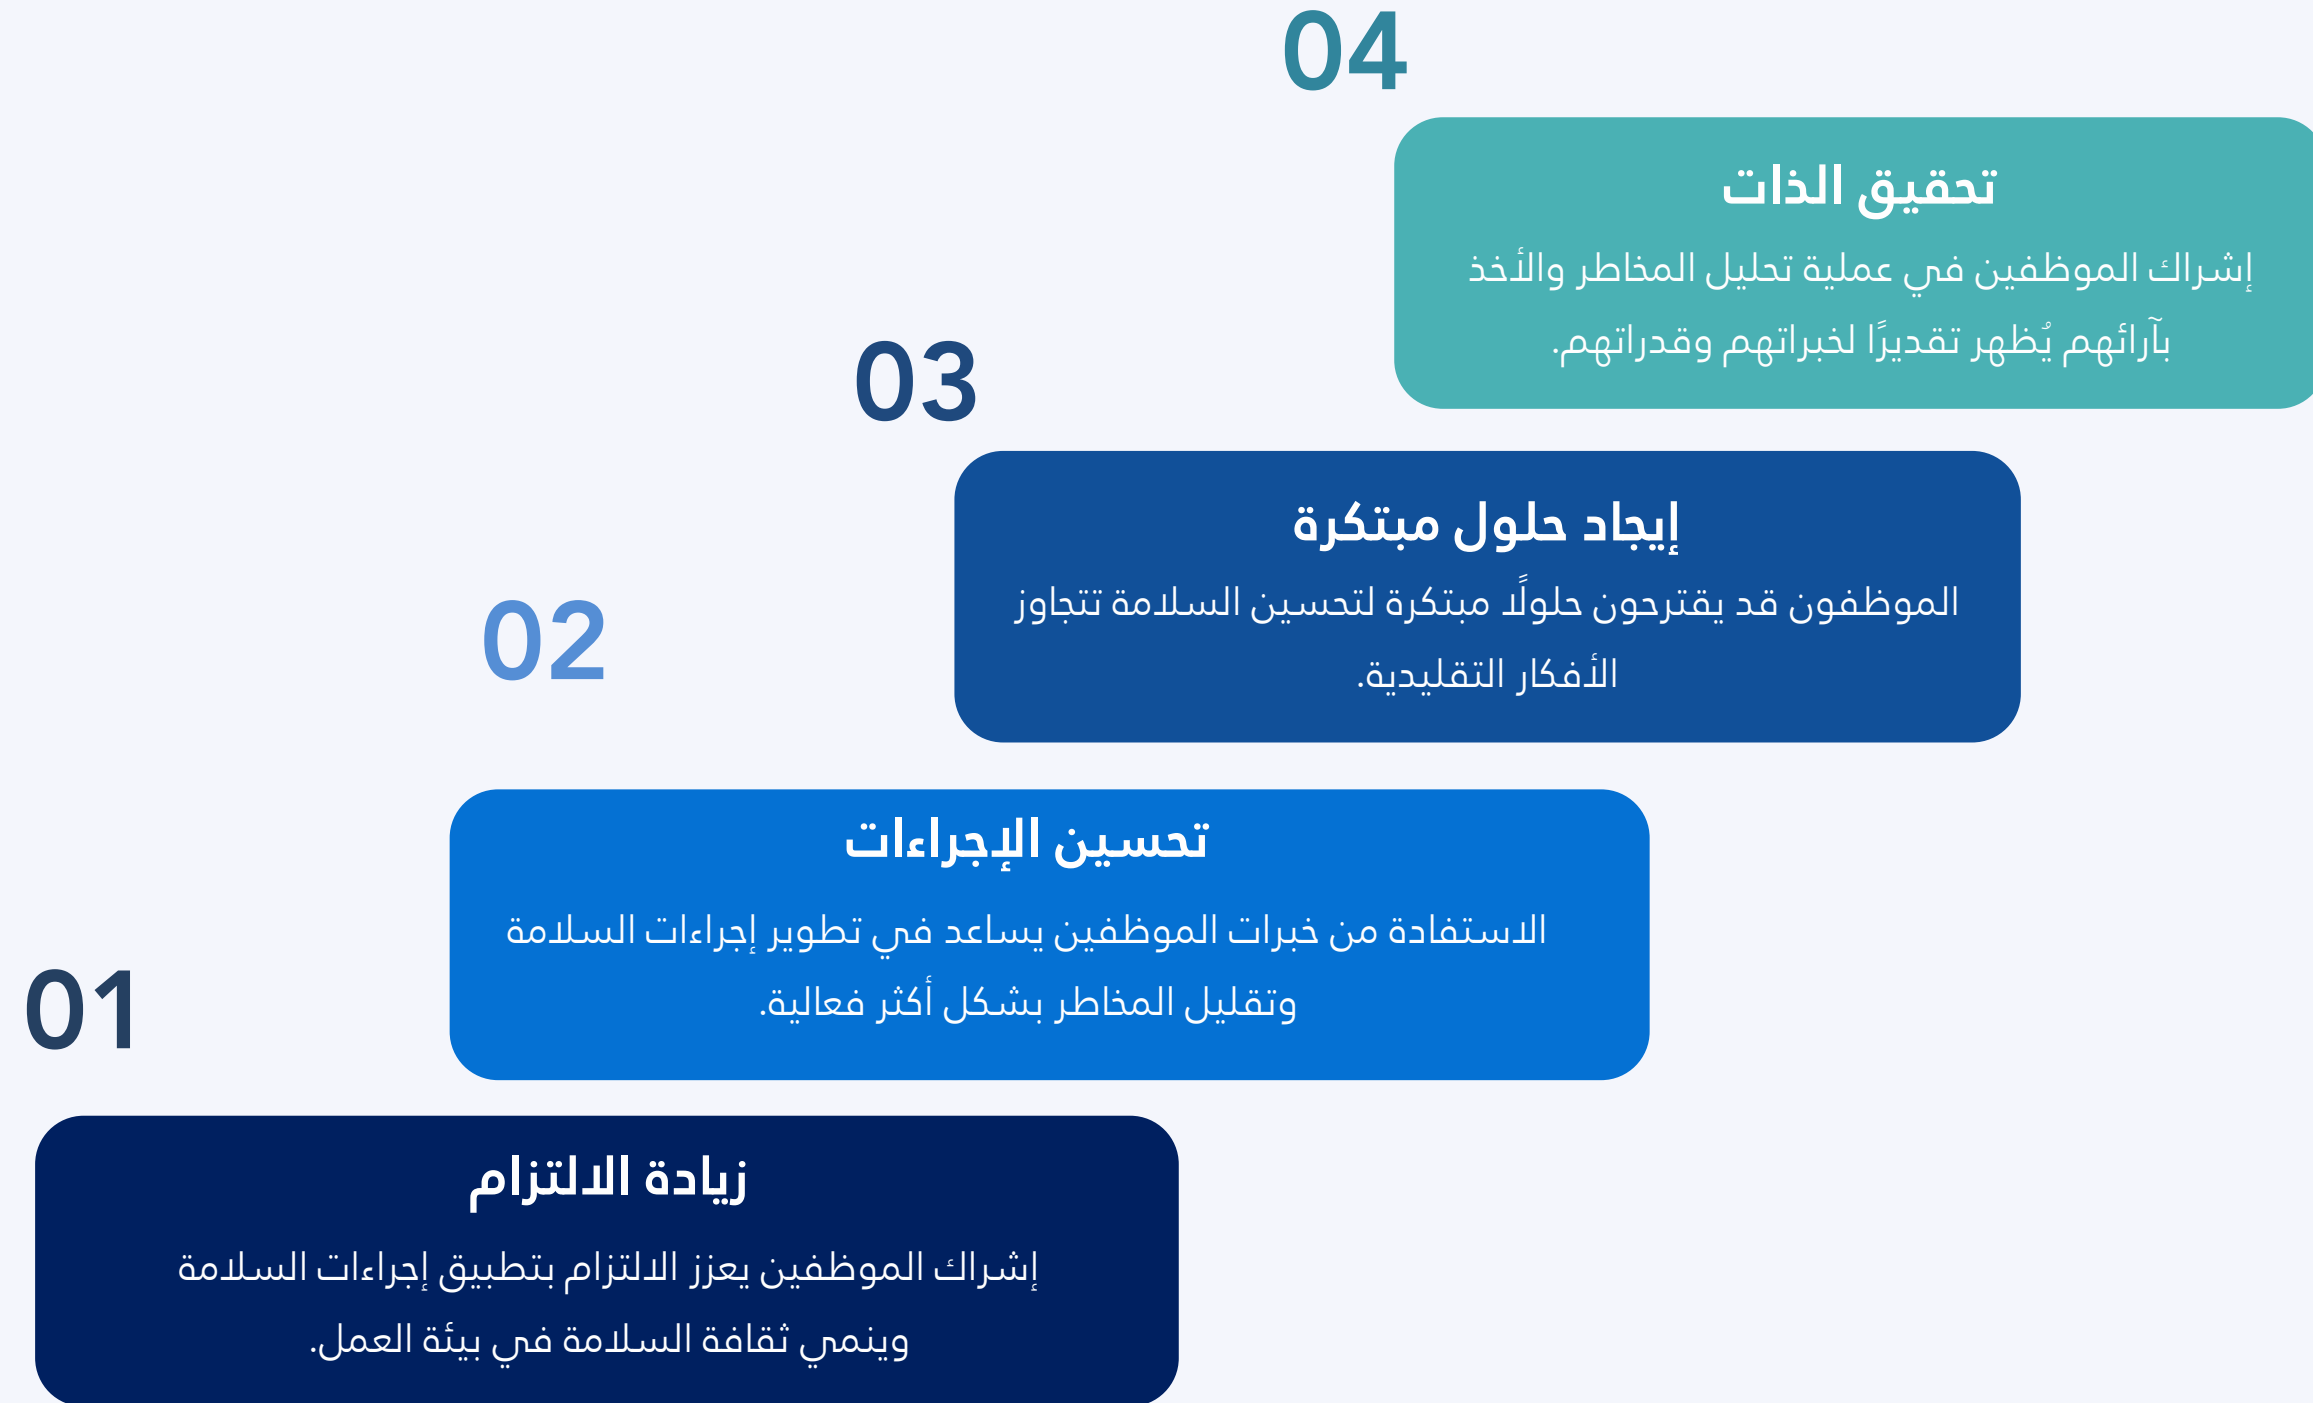 04
تحقيق الذات
إشراك الموظفين في عملية تحليل المخاطر والأخذ
بآرائهم يُظهر تقديرًا لخبراتهم وقدراتهم.
03
إيجاد حلول مبتكرة
الموظفون قد يقترحون حلولًا مبتكرة لتحسين السلامة تتجاوز
الأفكار التقليدية.
02
تحسين الإجراءات
الاستفادة من خبرات الموظفين يساعد في تطوير إجراءات السلامة
وتقليل المخاطر بشكل أكثر فعالية.
01
زيادة الالتزام
إشراك الموظفين يعزز الالتزام بتطبيق إجراءات السلامة
وينمي ثقافة السلامة في بيئة العمل.